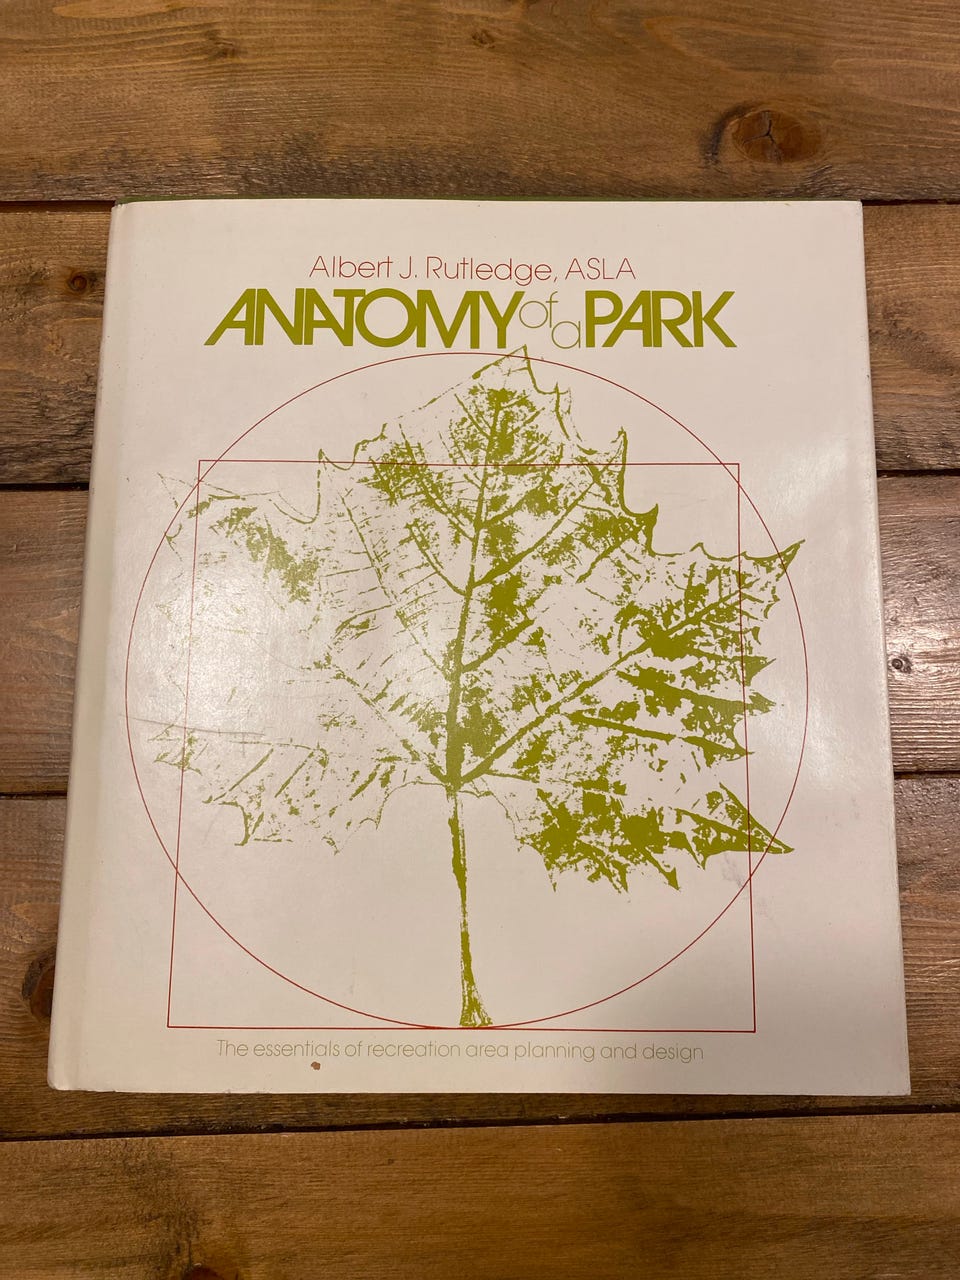 Albert J. Rutledge, ASLA
ANATOMY of a PARK
The essentials of recreation area planning and design